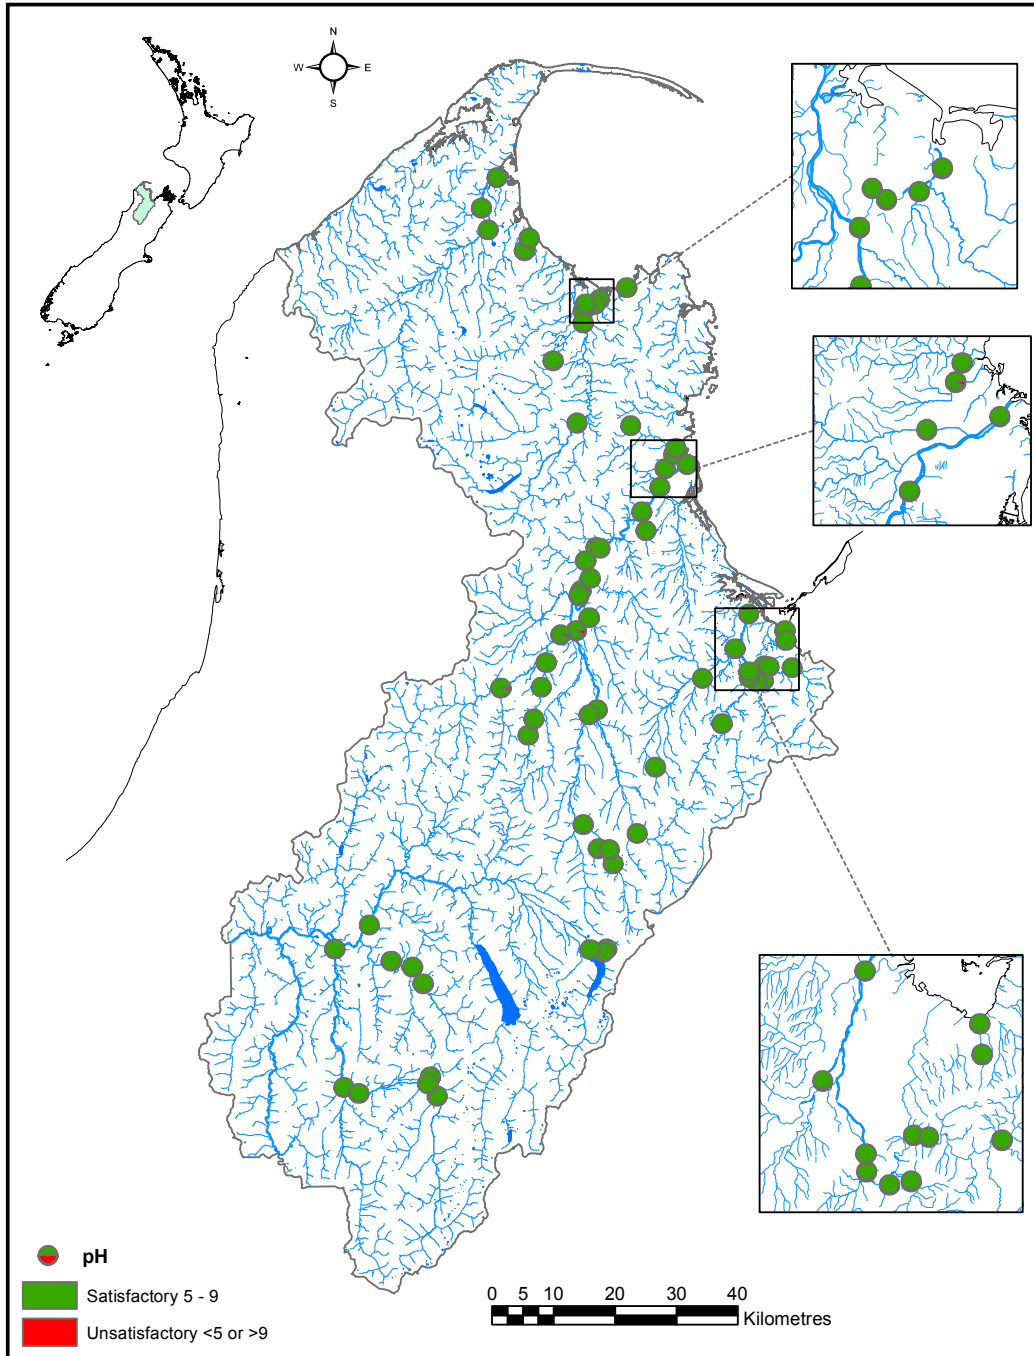 N
W E
S
pH
Satisfactory 5 - 9
Unsatisfactory <5 or >9
0 5 10 20 30 40
Kilometres